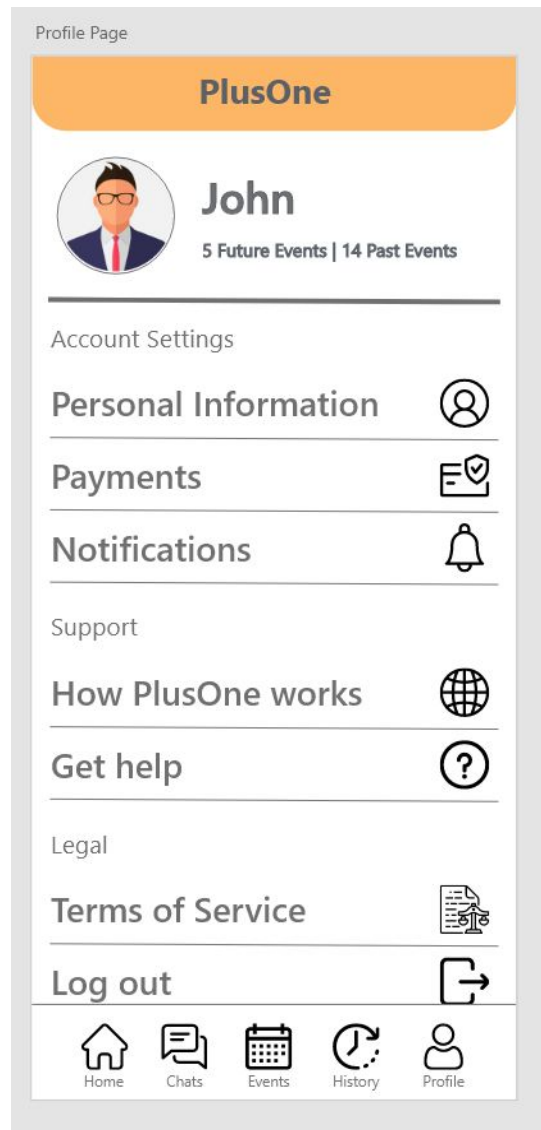 Profile Page
PlusOne
John
5 Future Events | 14 Past Events
Account Settings
Personal Information
Payments
Notifications
Support
How PlusOne works
Get help
?
Legal
Terms of Service
Log out
Home Chats Events History Profile